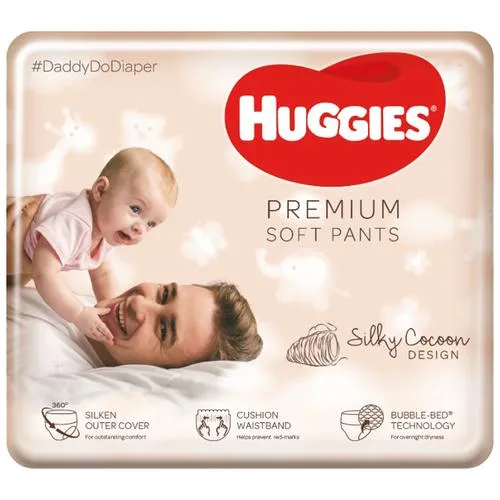 #DaddyDoDiaper
HUGGIES®
PREMIUM
SOFT PANTS
Silky Cocoon
DESIGN
360°
SILKEN
OUTER COVER
For outstanding comfort
CUSHION
WAISTBAND
Helps prevent red-marks
BUBBLE-BED®
TECHNOLOGY
For overnight dryness